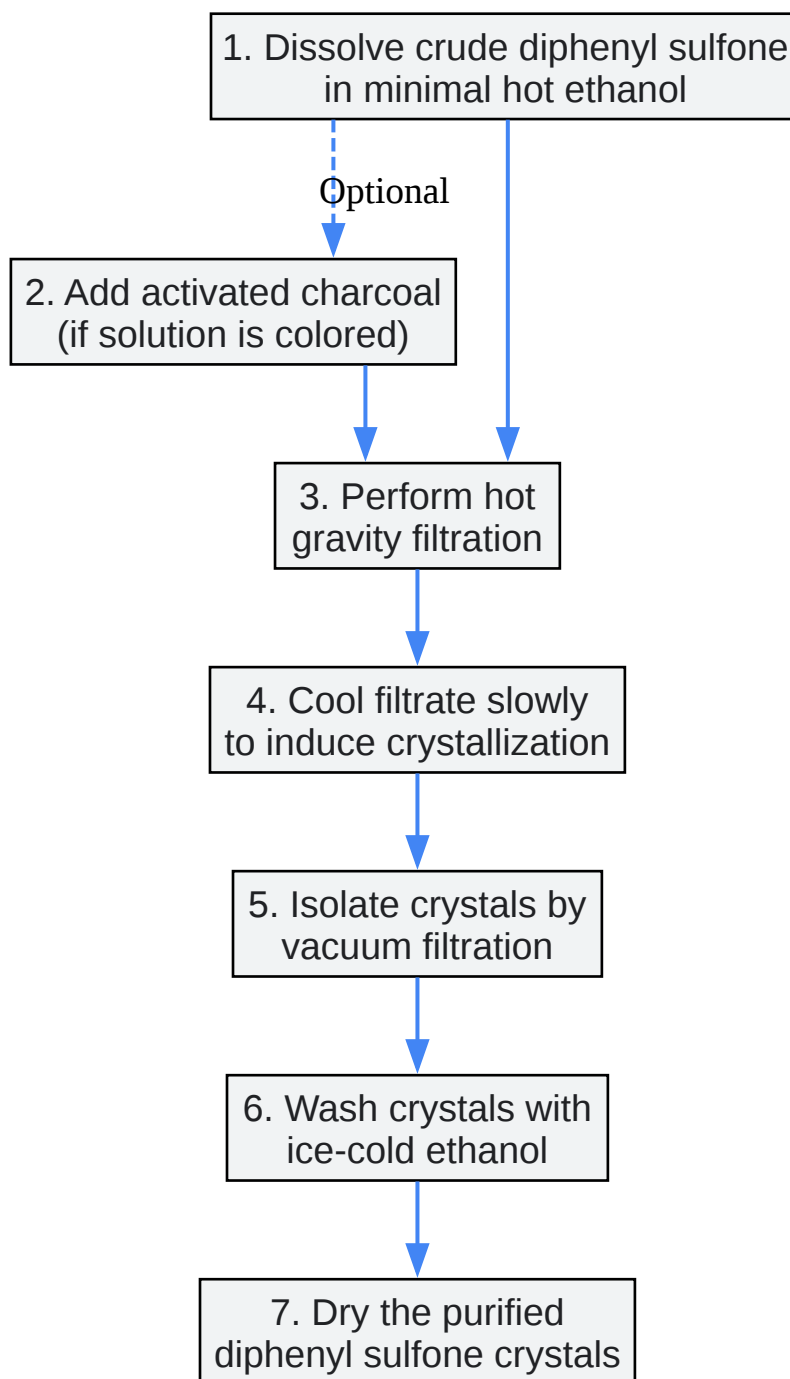 1. Dissolve crude diphenyl sulfone
in minimal hot ethanol
Optional
2. Add activated charcoal
(if solution is colored)
3. Perform hot
gravity filtration
4. Cool filtrate slowly
to induce crystallization
5. Isolate crystals by
vacuum filtration
6. Wash crystals with
ice-cold ethanol
7. Dry the purified
diphenyl sulfone crystals